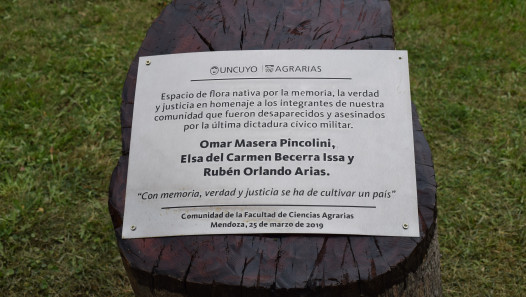 UNCUYO | AGRARIAS
Espacio de flora nativa por la memoria, la verdad
y justicia en homenaje a los integrantes de nuestra
comunidad que fueron desaparecidos y asesinados
por la última dictadura cívico militar.
Omar Masera Pincolini,
Elsa del Carmen Becerra Issa y
Rubén Orlando Arias.
"Con memoria, verdad y justicia se ha de cultivar un país"
Comunidad de la Facultad de Ciencias Agrarias
Mendoza, 25 de marzo de 2019